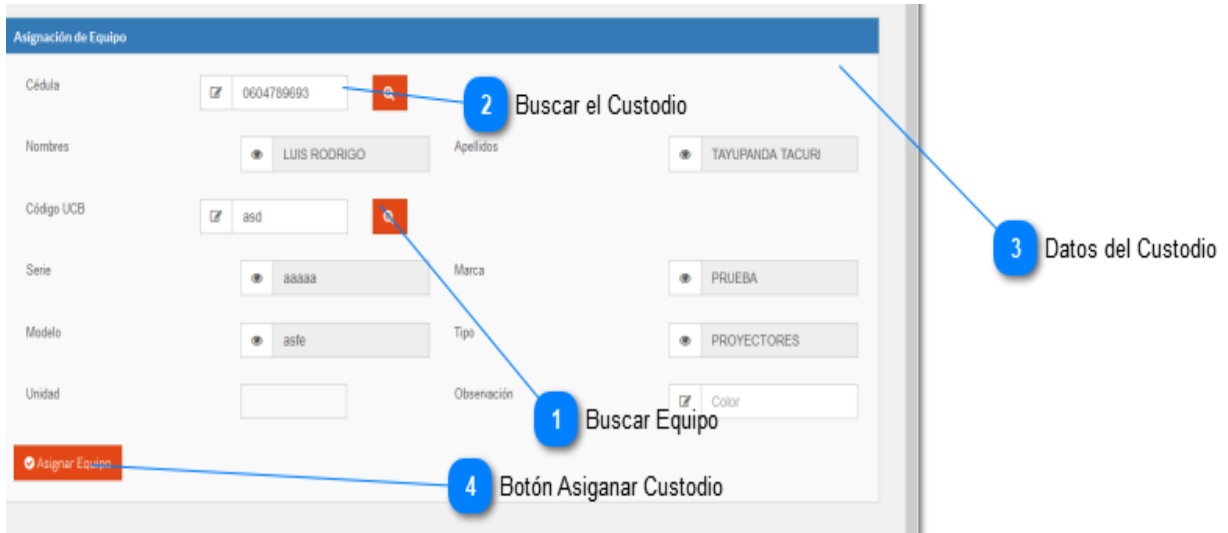 Asignación de Equipo
Cédula 0604789693
2 Buscar el Custodio
Nombres LUIS RODRIGO Apellidos TAYUPANDA TACURI
Código UCB asd
3 Datos del Custodio
Serie aaaaa Marca PRUEBA
Modelo asfe Tipo PROYECTORES
Unidad Observación Color
1 Buscar Equipo
Asignar Equipo
4 Botón Asiganar Custodio